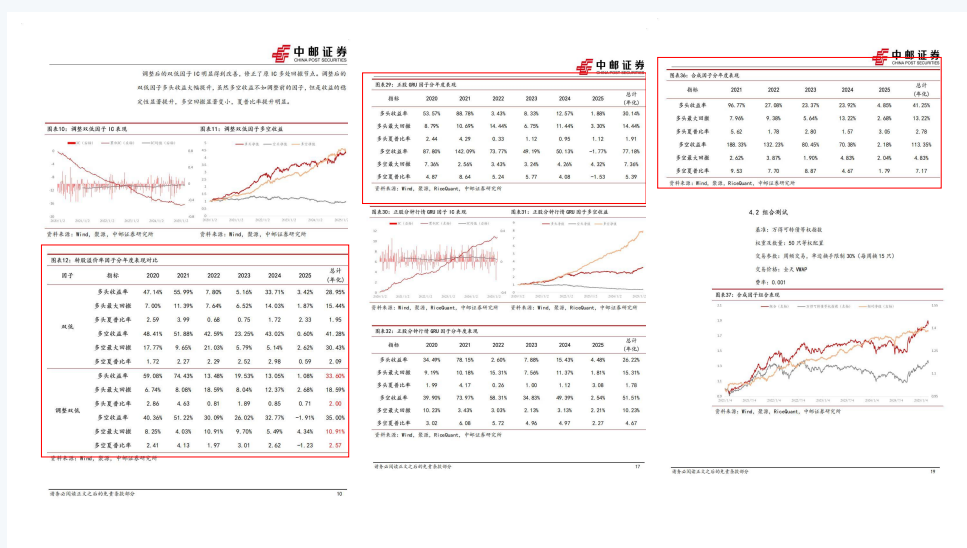 中邮证券
CHINA POST SECURITIES
调整后的双低因子 IC 明显得到改善，修正了原 IC 多处回撤节点。调整后的
双低因子多头收益大幅提升，虽然多空收益不如调整前的因子，但是收益的稳
定性显著提升，多空回撤显著变小，夏普比率提升明显。
图表10：调整双低因子 IC 表现
图表11：调整双低因子多空收益
资料来源：Wind，聚源，中邮证券研究所
资料来源：Wind，聚源，中邮证券研究所
图表12：转股溢价率因子分年度表现对比
因子 指标 2020 2021 2022 2023 2024 2025 总计（年化）
双低
多头收益率 47.14% 55.99% 7.80% 5.16% 33.71% 3.42% 28.95%
多头最大回撤 7.00% 11.39% 7.64% 6.52% 14.03% 1.87% 15.44%
多头夏普比率 2.59 3.99 0.68 0.75 1.72 2.33 1.95
多空收益率 48.41% 51.88% 42.59% 23.25% 43.02% 0.60% 41.28%
多空最大回撤 17.77% 9.65% 21.03% 5.79% 5.14% 2.62% 30.43%
多空夏普比率 1.72 2.27 2.29 2.52 2.98 0.59 2.09
调整双低
多头收益率 59.08% 74.43% 13.48% 19.53% 13.05% 1.08% 33.60%
多头最大回撤 6.74% 8.08% 18.59% 8.04% 12.37% 2.68% 18.59%
多头夏普比率 2.86 4.63 0.81 1.89 0.85 0.71 2.00
多空收益率 40.36% 51.22% 30.09% 26.02% 32.77% -1.91% 35.00%
多空最大回撤 8.25% 4.03% 10.91% 9.70% 5.49% 4.34% 10.91%
多空夏普比率 2.41 4.13 1.97 3.01 2.62 -1.23 2.57
资料来源：Wind，聚源，中邮证券研究所
请务必阅读正文之后的免责条款部分 10
中邮证券
CHINA POST SECURITIES
图表29：正股 GRU 因子分年度表现
指标 2020 2021 2022 2023 2024 2025 总计（年化）
多头收益率 53.57% 88.78% 3.43% 8.33% 12.57% 1.88% 30.14%
多头最大回撤 8.79% 10.69% 14.44% 6.75% 11.44% 3.30% 14.44%
多头夏普比率 2.44 4.29 0.33 1.12 0.95 1.12 1.91
多空收益率 87.80% 142.09% 73.77% 49.19% 50.13% -1.77% 77.18%
多空最大回撤 7.36% 2.56% 3.43% 3.24% 4.26% 4.32% 7.36%
多空夏普比率 4.87 8.64 5.24 5.77 4.08 -1.53 5.39
资料来源：Wind，聚源，RiceQuant，中邮证券研究所
图表30：正股分钟行情 GRU 因子 IC 表现
图表31：正股分钟行情 GRU 因子多空收益
资料来源：Wind，聚源，RiceQuant，中邮证券研究所
资料来源：Wind，聚源，RiceQuant，中邮证券研究所
图表32：正股分钟行情 GRU 因子分年度表现
指标 2020 2021 2022 2023 2024 2025 总计（年化）
多头收益率 34.49% 78.15% 2.60% 7.88% 15.43% 4.48% 26.22%
多头最大回撤 9.19% 10.18% 15.31% 7.56% 11.37% 1.81% 15.31%
多头夏普比率 1.99 4.17 0.26 1.00 1.12 3.08 1.78
多空收益率 39.90% 73.97% 58.31% 34.83% 49.39% 2.54% 51.51%
多空最大回撤 10.23% 3.43% 3.03% 2.13% 3.13% 2.21% 10.23%
多空夏普比率 3.02 6.08 5.72 4.96 4.97 2.27 4.67
资料来源：Wind，聚源，RiceQuant，中邮证券研究所
请务必阅读正文之后的免责条款部分 17
中邮证券
CHINA POST SECURITIES
图表36：合成因子分年度表现
指标 2021 2022 2023 2024 2025 总计（年化）
多头收益率 96.77% 27.08% 23.37% 23.92% 4.85% 41.25%
多头最大回撤 7.96% 9.38% 5.64% 13.22% 2.68% 13.22%
多头夏普比率 5.62 1.78 2.80 1.57 3.05 2.78
多空收益率 188.33% 132.23% 80.45% 70.38% 2.18% 113.35%
多空最大回撤 2.62% 3.87% 1.90% 4.83% 2.04% 4.83%
多空夏普比率 9.53 7.70 8.87 4.67 1.79 7.17
资料来源：Wind，聚源，RiceQuant，中邮证券研究所
4.2 组合测试
基准：万得可转债等权指数
权重及数量：50 只等权配置
交易参数：周频交易，单边换手限制 30%（每周换 15 只）
交易价格：全天 VWAP
费率：0.001
图表37：合成因子组合表现
资料来源：Wind，聚源，RiceQuant，中邮证券研究所
请务必阅读正文之后的免责条款部分 19